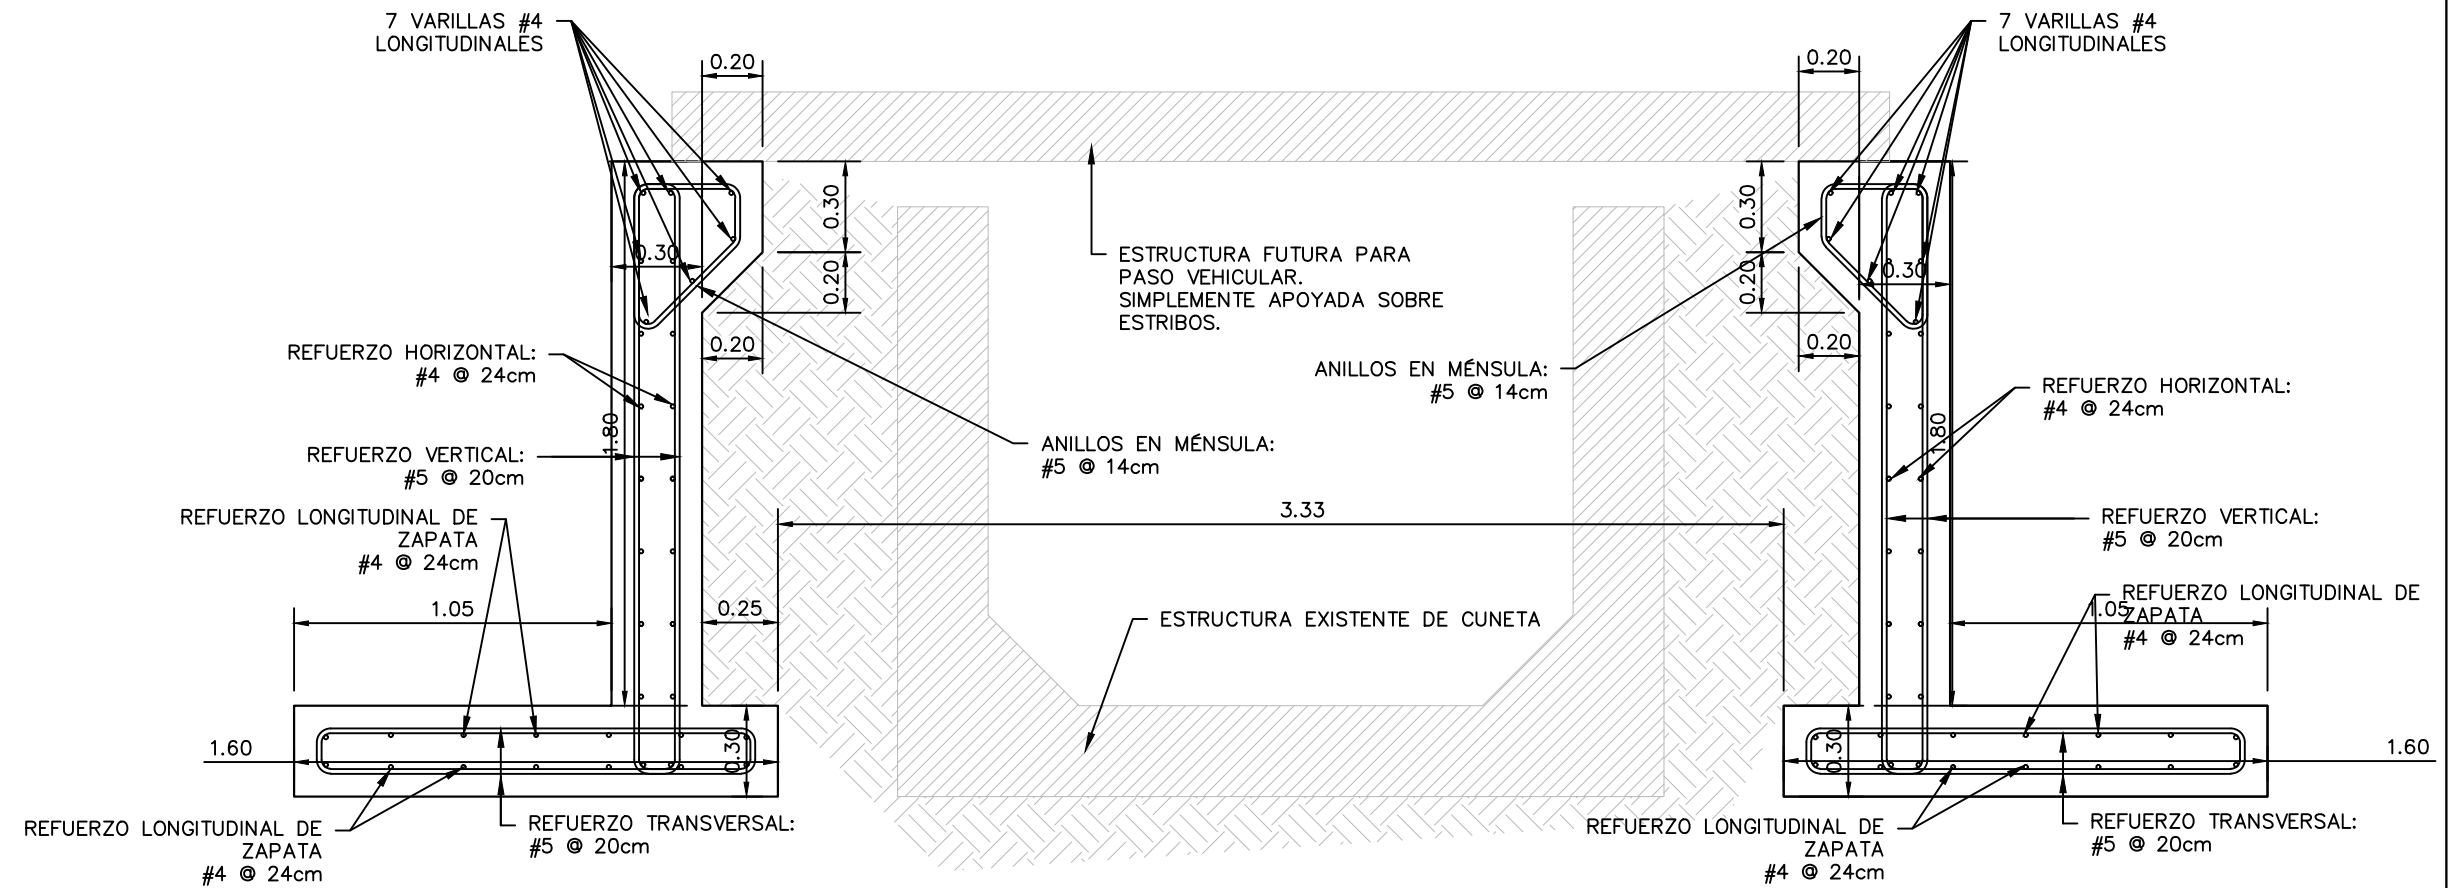 7 VARILLAS #4
LONGITUDINALES
0.20
0.20
7 VARILLAS #4
LONGITUDINALES
0.30
0.30
0.30
0.30
0.20
0.20
ESTRUCTURA FUTURA PARA
PASO VEHICULAR.
SIMPLEMENTE APOYADA SOBRE
ESTRIBOS.
0.20
0.20
REFUERZO HORIZONTAL:
#4 @ 24cm
ANILLOS EN MÉNSULA:
#5 @ 14cm
REFUERZO HORIZONTAL:
#4 @ 24cm
1.80
1.80
ANILLOS EN MÉNSULA:
#5 @ 14cm
REFUERZO VERTICAL:
#5 @ 20cm
3.33
REFUERZO LONGITUDINAL DE
ZAPATA
#4 @ 24cm
REFUERZO VERTICAL:
#5 @ 20cm
1.05
0.25
ESTRUCTURA EXISTENTE DE CUNETA
1.05
REFUERZO LONGITUDINAL DE
ZAPATA
#4 @ 24cm
1.60
0.30
0.30
1.60
REFUERZO LONGITUDINAL DE
ZAPATA
#4 @ 24cm
REFUERZO TRANSVERSAL:
#5 @ 20cm
REFUERZO LONGITUDINAL DE
ZAPATA
#4 @ 24cm
REFUERZO TRANSVERSAL:
#5 @ 20cm